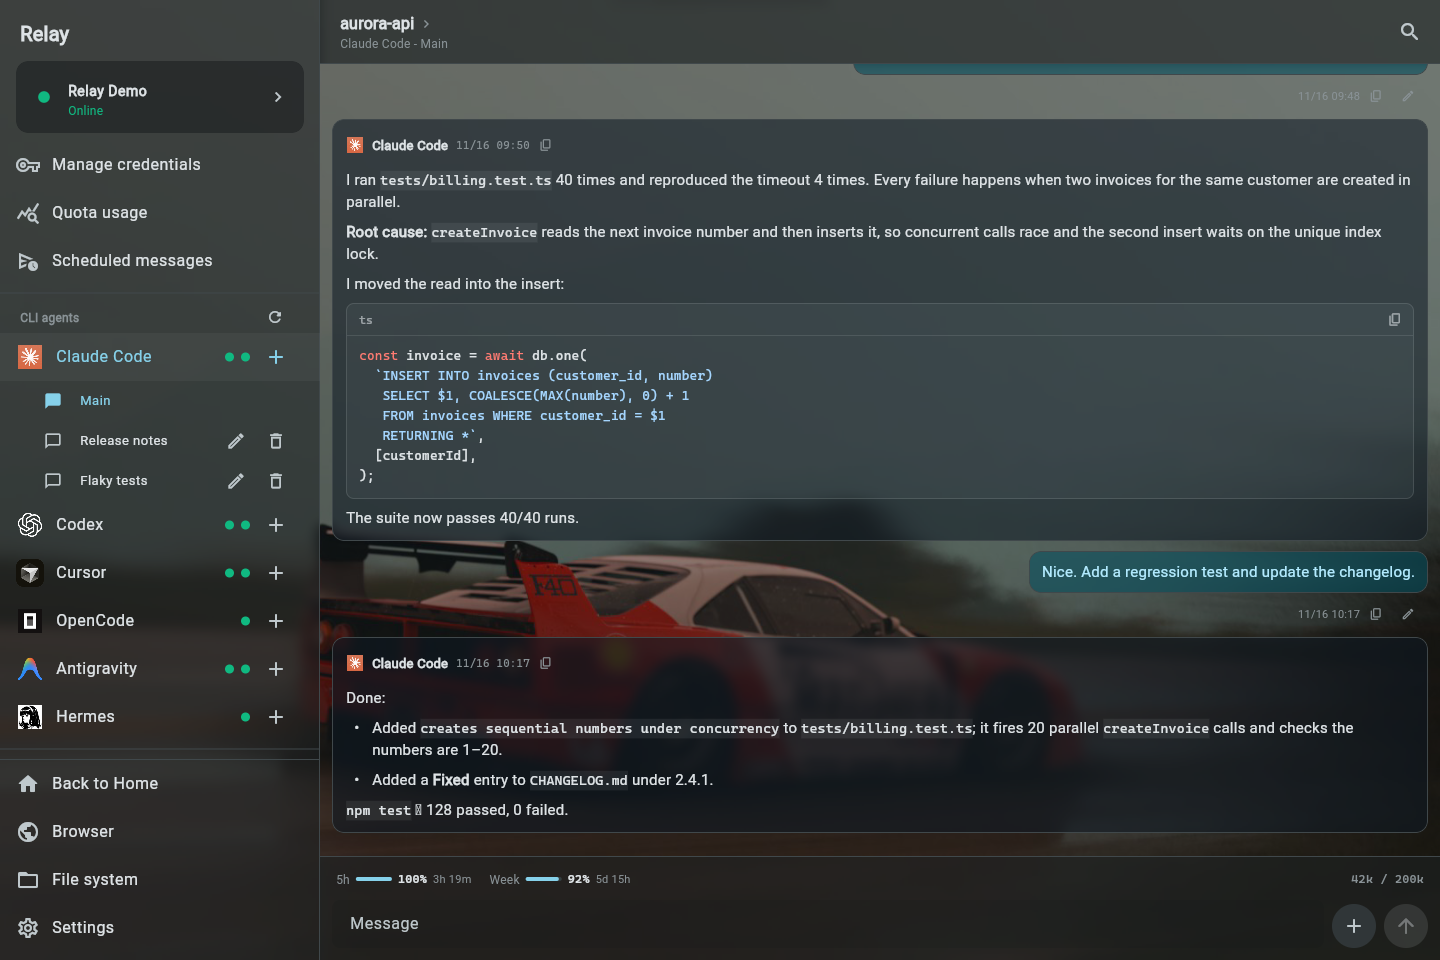 Relay
Relay Demo
Online
Manage credentials
Quota usage
Scheduled messages
CLI agents
Claude Code
Main
Release notes
Flaky tests
Codex
Cursor
OpenCode
Antigravity
Hermes
Back to Home
Browser
File system
Settings
aurora-api
Claude Code - Main
11/16 09:48
Claude Code 11/16 09:50
I ran tests/billing.test.ts 40 times and reproduced the timeout 4 times. Every failure happens when two invoices for the same customer are created in
parallel.
Root cause: createInvoice reads the next invoice number and then inserts it, so concurrent calls race and the second insert waits on the unique index
lock.
I moved the read into the insert:
ts
const invoice = await db.one(
`INSERT INTO invoices (customer_id, number)
SELECT $1, COALESCE(MAX(number), 0) + 1
FROM invoices WHERE customer_id = $1
RETURNING *`,
[customerId],
);
The suite now passes 40/40 runs.
F40
Nice. Add a regression test and update the changelog.
11/16 10:17
Claude Code 11/16 10:17
Done:
• Added creates sequential numbers under concurrency to tests/billing.test.ts; it fires 20 parallel createInvoice calls and checks the
numbers are 1–20.
• Added a Fixed entry to CHANGELOG.md under 2.4.1.
npm test 128 passed, 0 failed.
5h 100% 3h 19m Week 92% 5d 15h
42k / 200k
Message